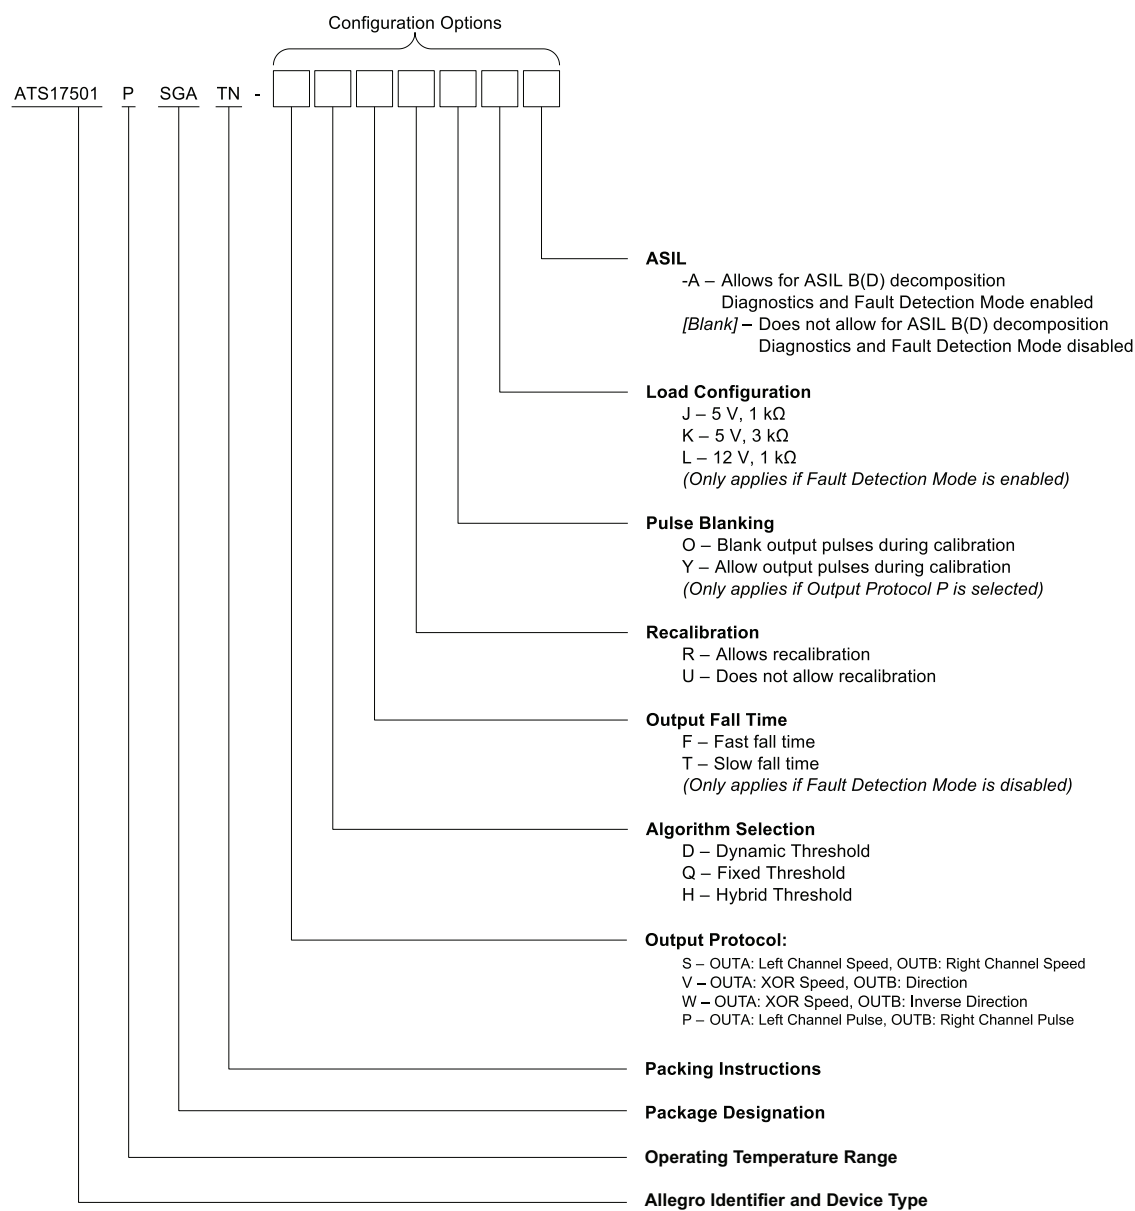 Configuration Options
ATS17501 P SGA TN -
ASIL
-A – Allows for ASIL B(D) decomposition
Diagnostics and Fault Detection Mode enabled
[Blank] – Does not allow for ASIL B(D) decomposition
Diagnostics and Fault Detection Mode disabled
Load Configuration
J – 5 V, 1 kΩ
K – 5 V, 3 kΩ
L – 12 V, 1 kΩ
(Only applies if Fault Detection Mode is enabled)
Pulse Blanking
O – Blank output pulses during calibration
Y – Allow output pulses during calibration
(Only applies if Output Protocol P is selected)
Recalibration
R – Allows recalibration
U – Does not allow recalibration
Output Fall Time
F – Fast fall time
T – Slow fall time
(Only applies if Fault Detection Mode is disabled)
Algorithm Selection
D – Dynamic Threshold
Q – Fixed Threshold
H – Hybrid Threshold
Output Protocol:
S – OUTA: Left Channel Speed, OUTB: Right Channel Speed
V – OUTA: XOR Speed, OUTB: Direction
W – OUTA: XOR Speed, OUTB: Inverse Direction
P – OUTA: Left Channel Pulse, OUTB: Right Channel Pulse
Packing Instructions
Package Designation
Operating Temperature Range
Allegro Identifier and Device Type